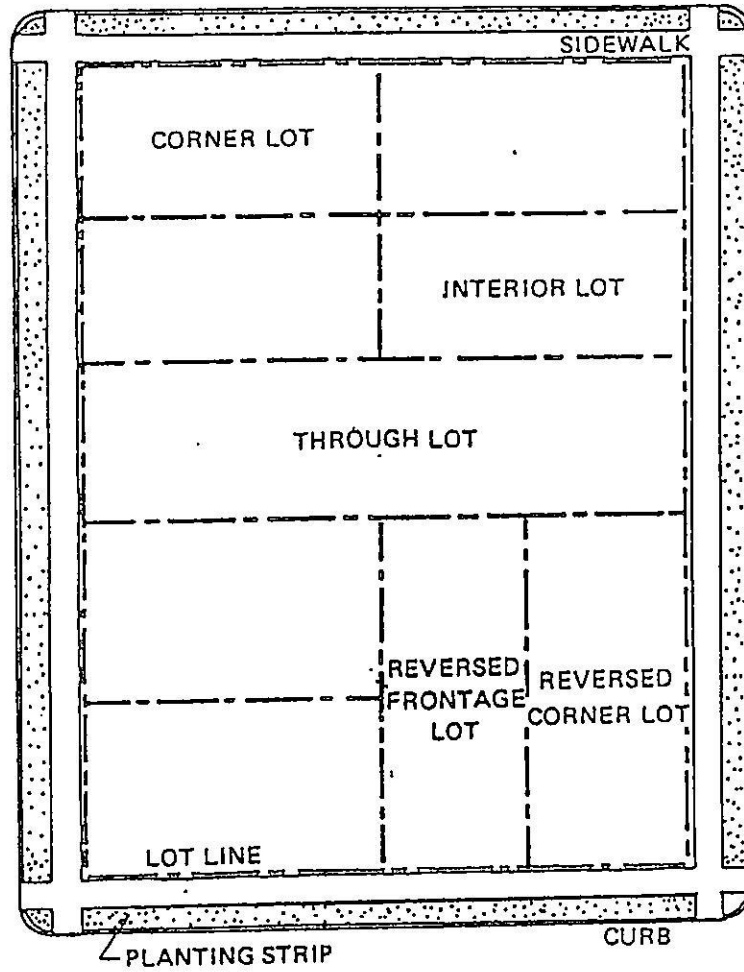 SIDEWALK
CORNER LOT
INTERIOR LOT
THROUGH LOT
REVERSED
FRONTAGE
LOT
REVERSED
CORNER LOT
LOT LINE
PLANTING STRIP
CURB